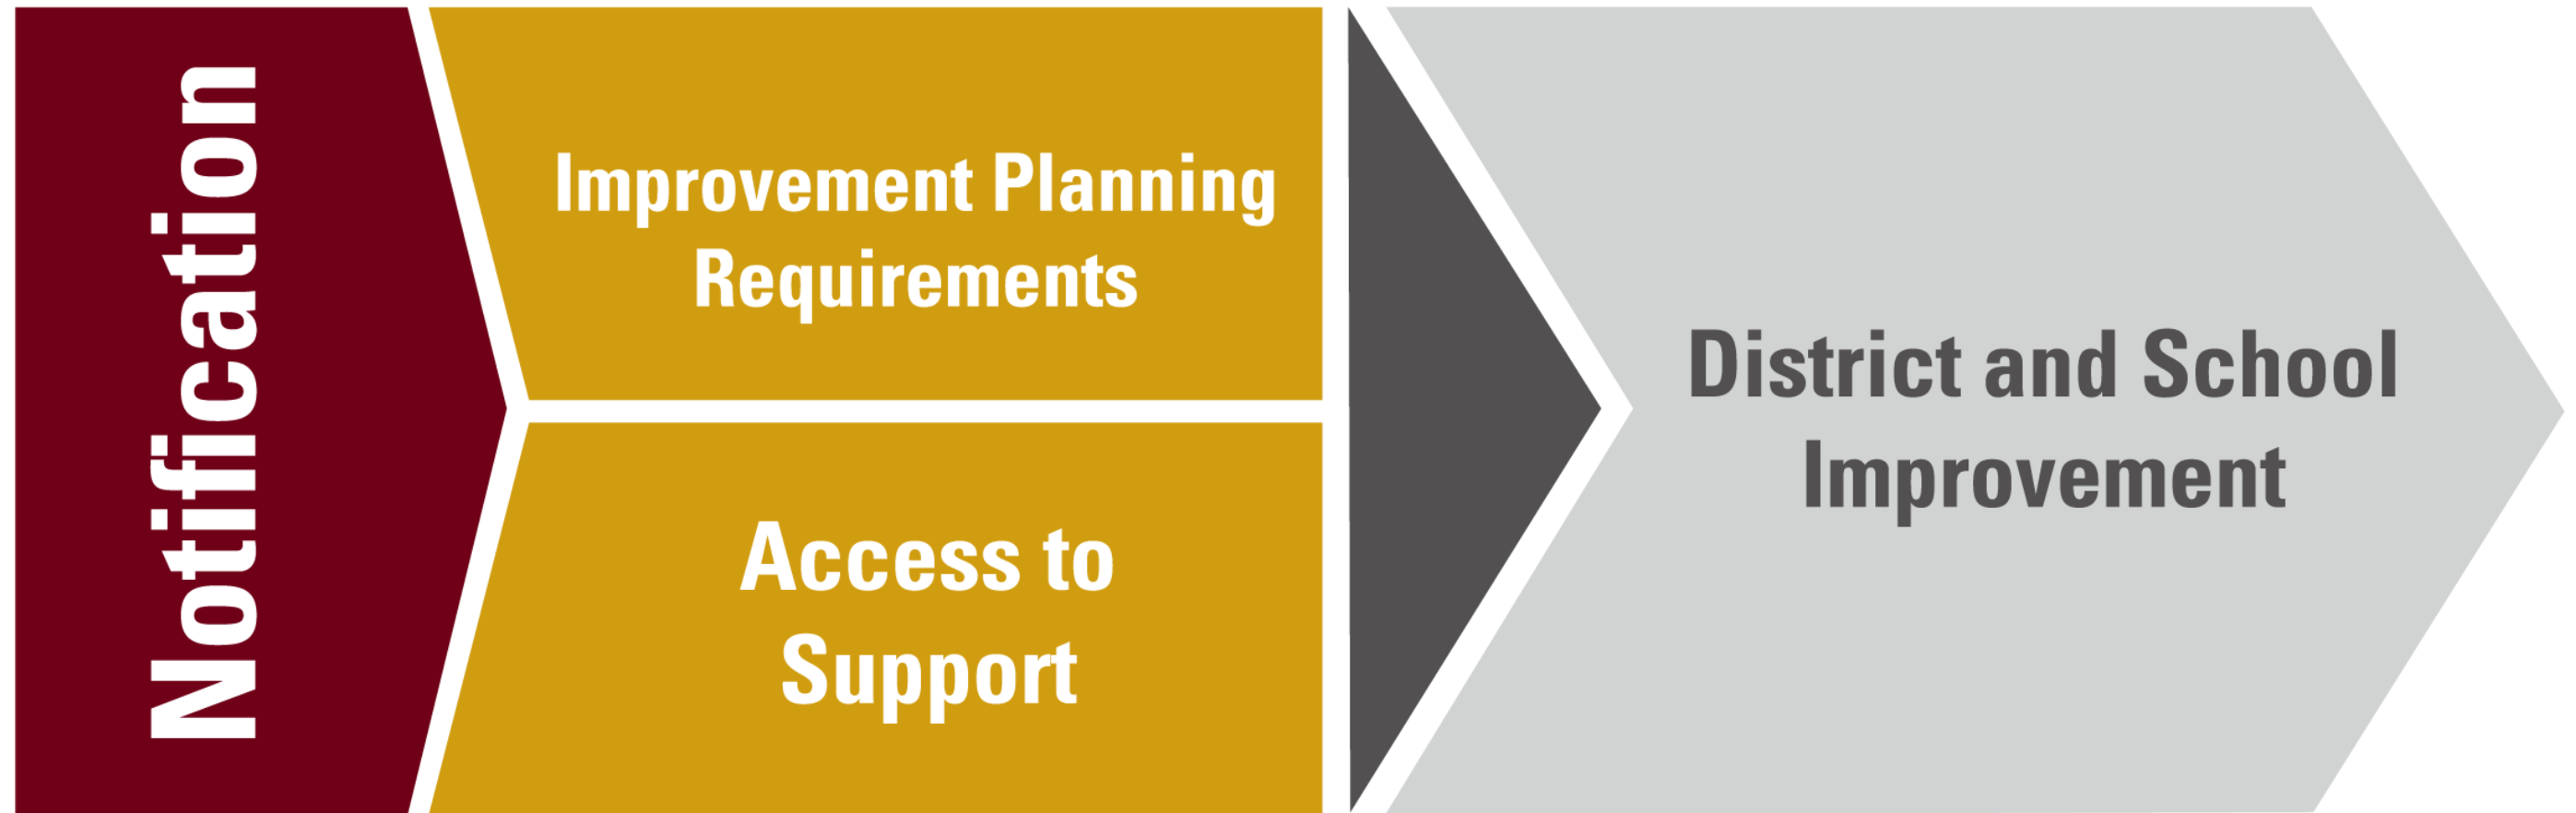 Notification
Improvement Planning
Requirements
Access to
Support
District and School
Improvement